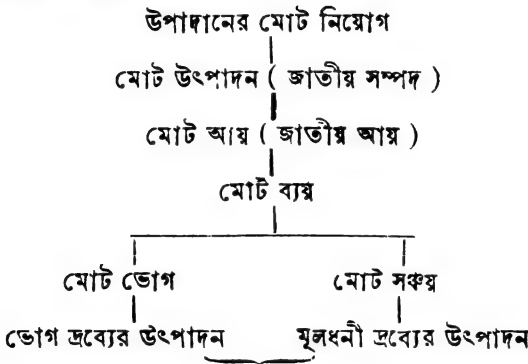 উপাদানের মোট নিয়োগ
মোট উৎপাদন ( জাতীয় সম্পদ )
মোট আয় ( জাতীয় আয় )
মোট ব্যয়
মোট ভোগ মোট সঞ্চয়
ভোগ দ্রব্যের উৎপাদন মূলধনী দ্রব্যের উৎপাদন